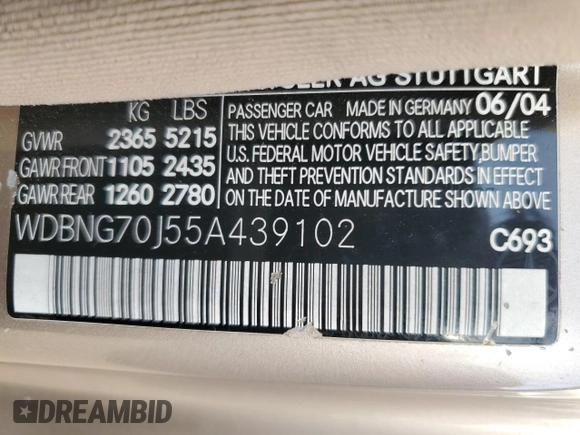 AG STUTTGART
KG LBS
GVWR 2365 5215
GAWR FRONT 1105 2435
GAWR REAR 1260 2780
PASSENGER CAR MADE IN GERMANY 06/04
THIS VEHICLE CONFORMS TO ALL APPLICABLE
U.S. FEDERAL MOTOR VEHICLE SAFETY, BUMPER
AND THEFT PREVENTION STANDARDS IN EFFECT
ON THE DATE OF MANUFACTURE SHOWN ABOVE.
WDBNG70J55A439102
C693
DREAMBID